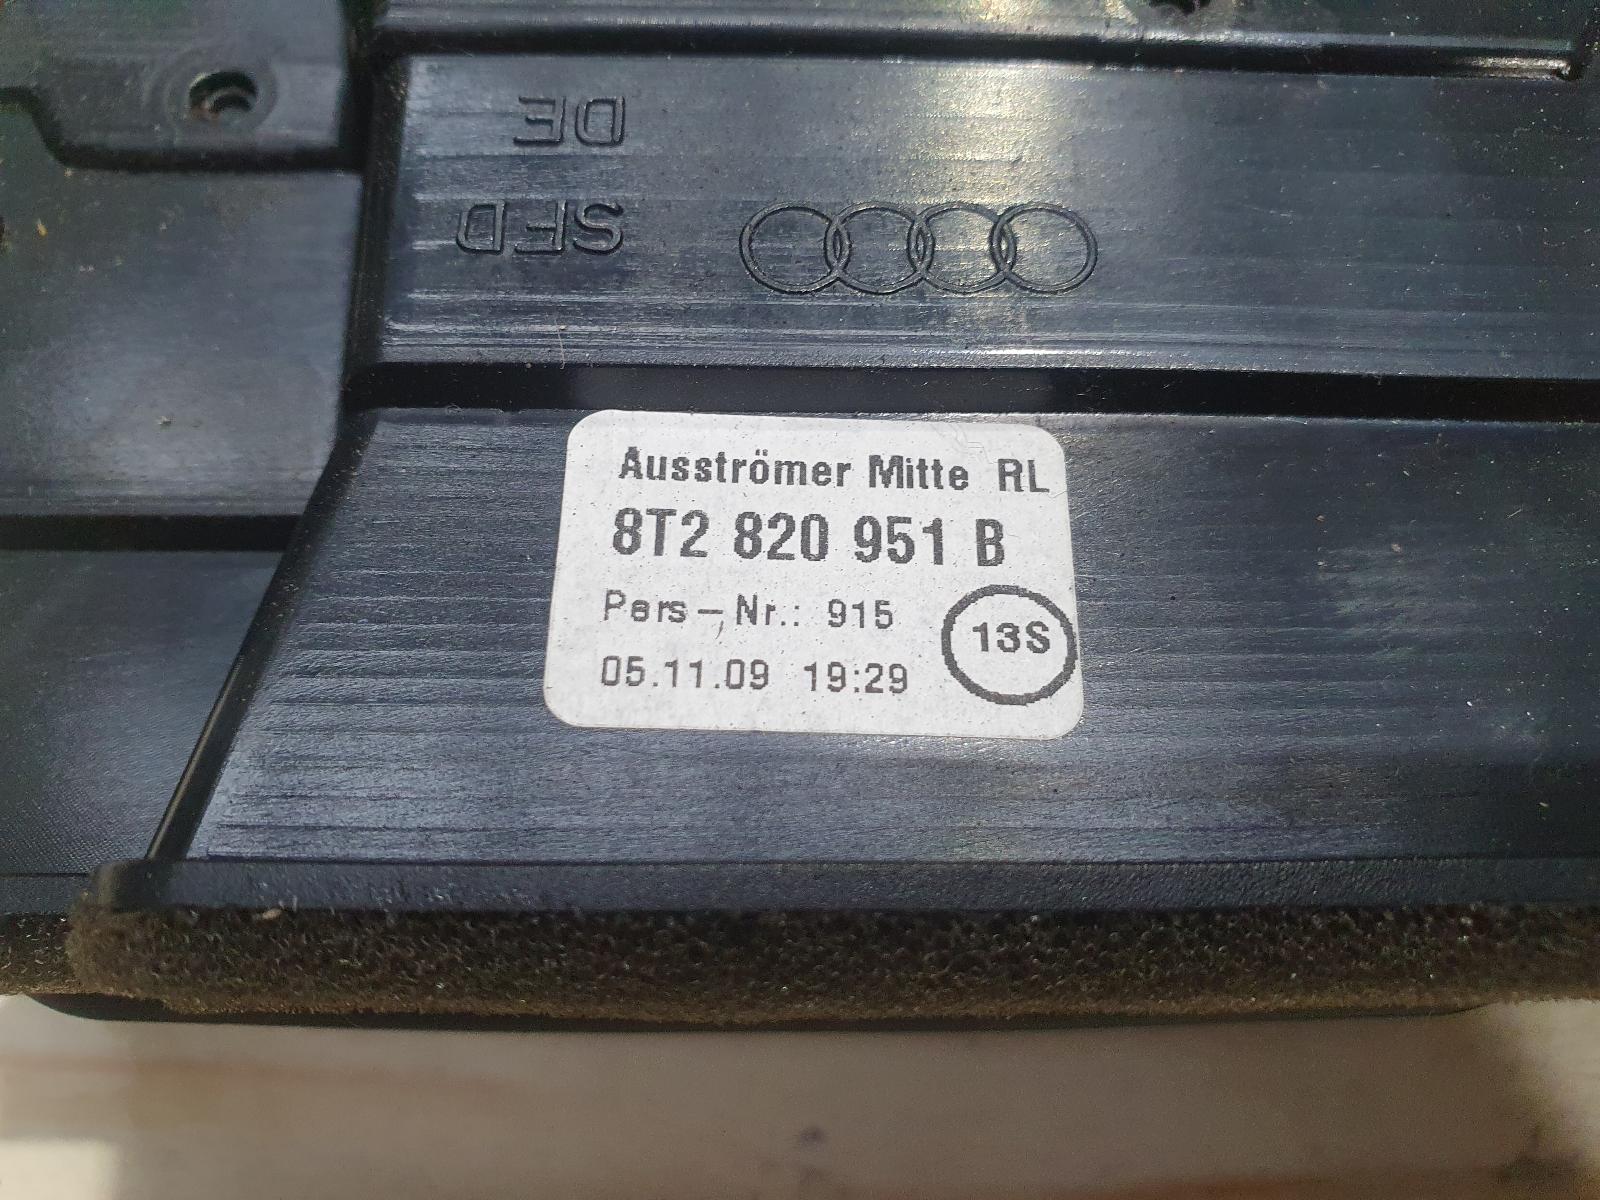 DE
SFD
Ausströmer Mitte RL
8T2 820 951 B
Pers-Nr.: 915
13S
05.11.09 19:29